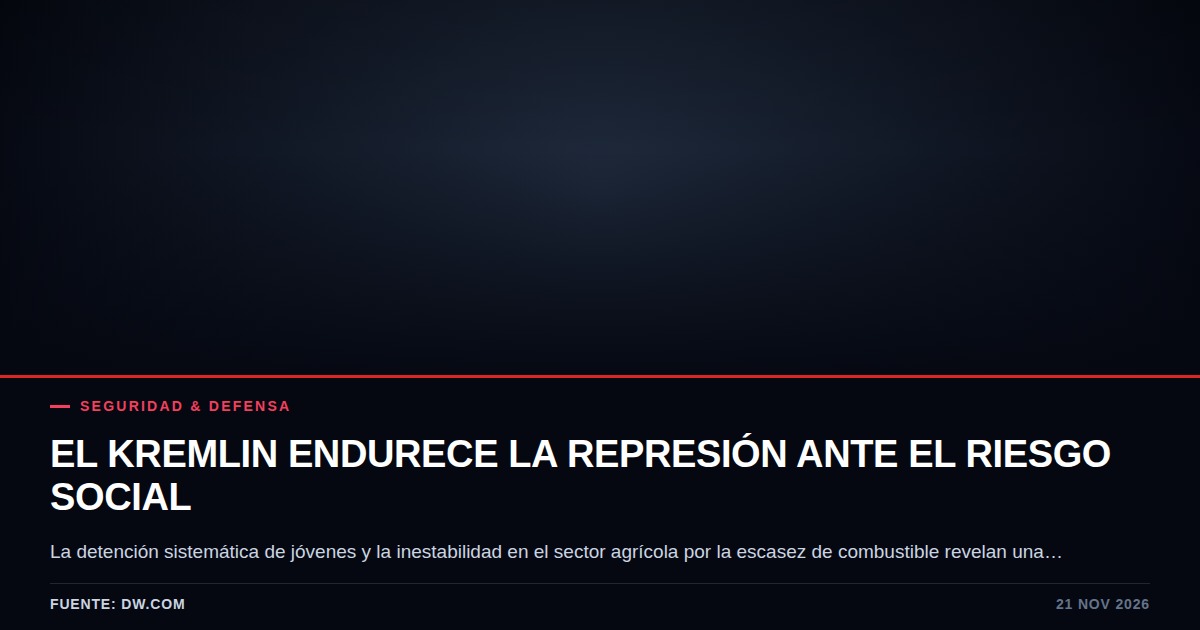 SEGURIDAD & DEFENSA
EL KREMLIN ENDURECE LA REPRESIÓN ANTE EL RIESGO
SOCIAL
La detención sistemática de jóvenes y la inestabilidad en el sector agrícola por la escasez de combustible revelan una…
FUENTE: DW.COM
21 NOV 2026